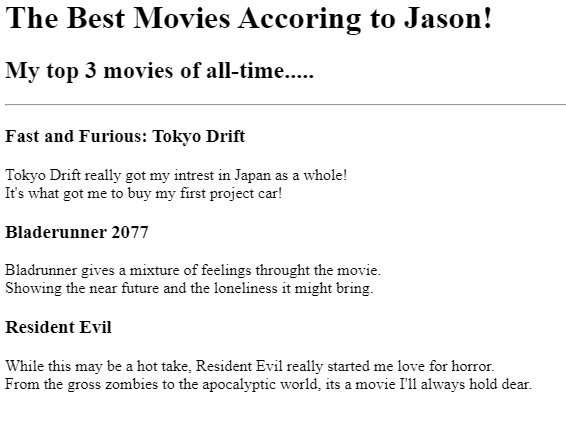 The Best Movies Accoring to Jason!
My top 3 movies of all-time.....
Fast and Furious: Tokyo Drift
Tokyo Drift really got my intrest in Japan as a whole!
It's what got me to buy my first project car!
Bladerunner 2077
Bladrunner gives a mixture of feelings throught the movie.
Showing the near future and the loneliness it might bring.
Resident Evil
While this may be a hot take, Resident Evil really started me love for horror.
From the gross zombies to the apocalyptic world, its a movie I'll always hold dear.